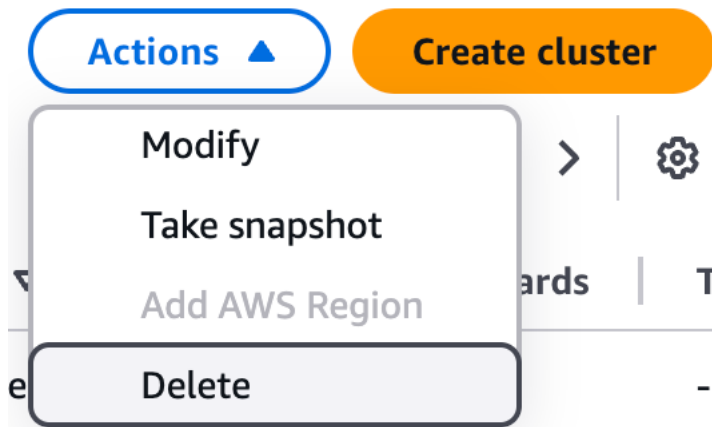 Actions Create cluster
Modify
Take snapshot
Add AWS Region
Delete
-